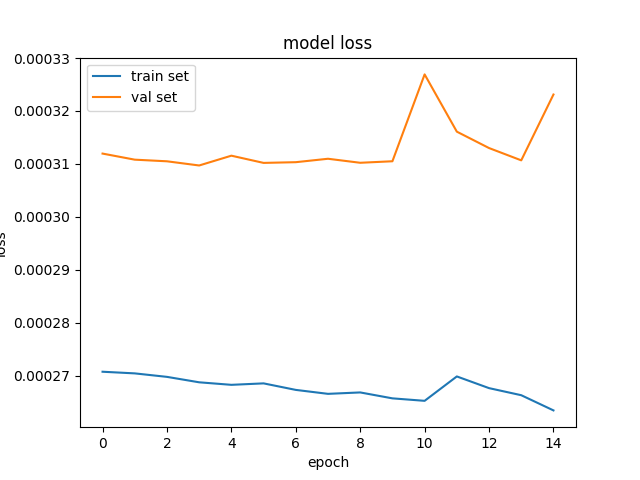 model loss
train set
val set
0.00033
0.00032
0.00031
0.00030
0.00029
0.00028
0.00027
loss
0 2 4 6 8 10 12 14
epoch